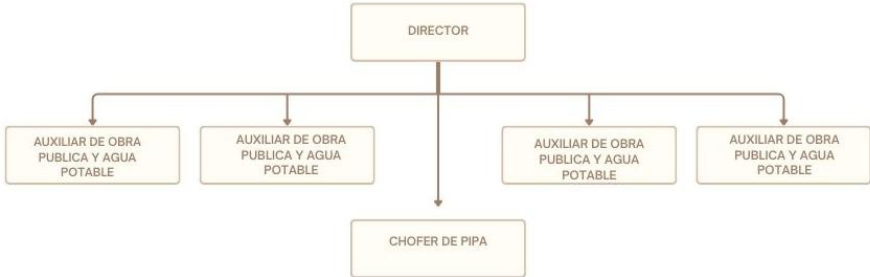 DIRECTOR
AUXILIAR DE OBRA
PUBLICA Y AGUA
POTABLE
AUXILIAR DE OBRA
PUBLICA Y AGUA
POTABLE
AUXILIAR DE OBRA
PUBLICA Y AGUA
POTABLE
AUXILIAR DE OBRA
PUBLICA Y AGUA
POTABLE
CHOFER DE PIPA